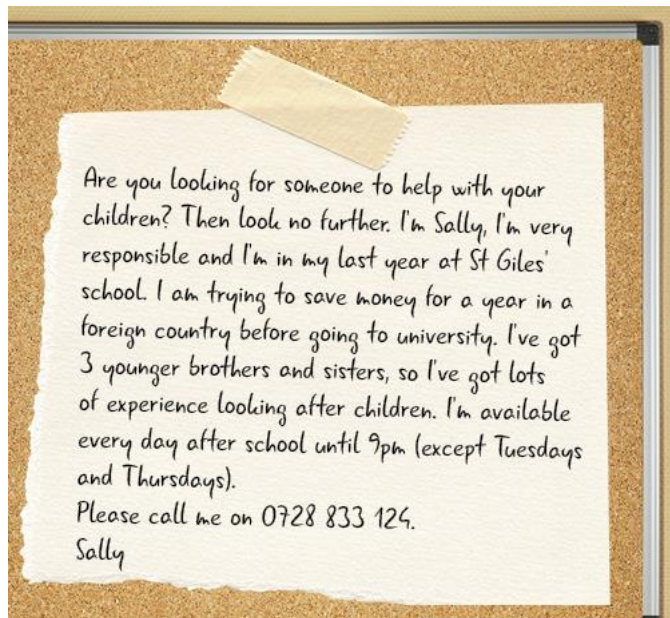 Are you looking for someone to help with your
children? Then look no further. I'm Sally, I'm very
responsible and I'm in my last year at St Giles'
school. I am trying to save money for a year in a
foreign country before going to university. I've got
3 younger brothers and sisters, so I've got lots
of experience looking after children. I'm available
every day after school until 9pm (except Tuesdays
and Thursdays).
Please call me on 0728 833 124.
Sally